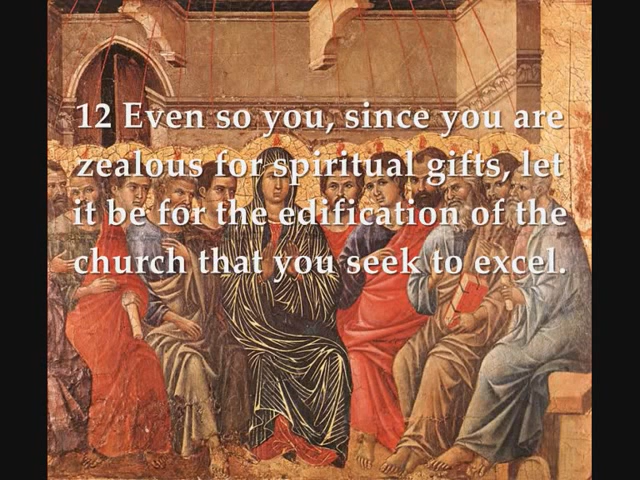 12 Even so you, since you are
zealous for spiritual gifts, let
it be for the edification of the
church that you seek to excel.